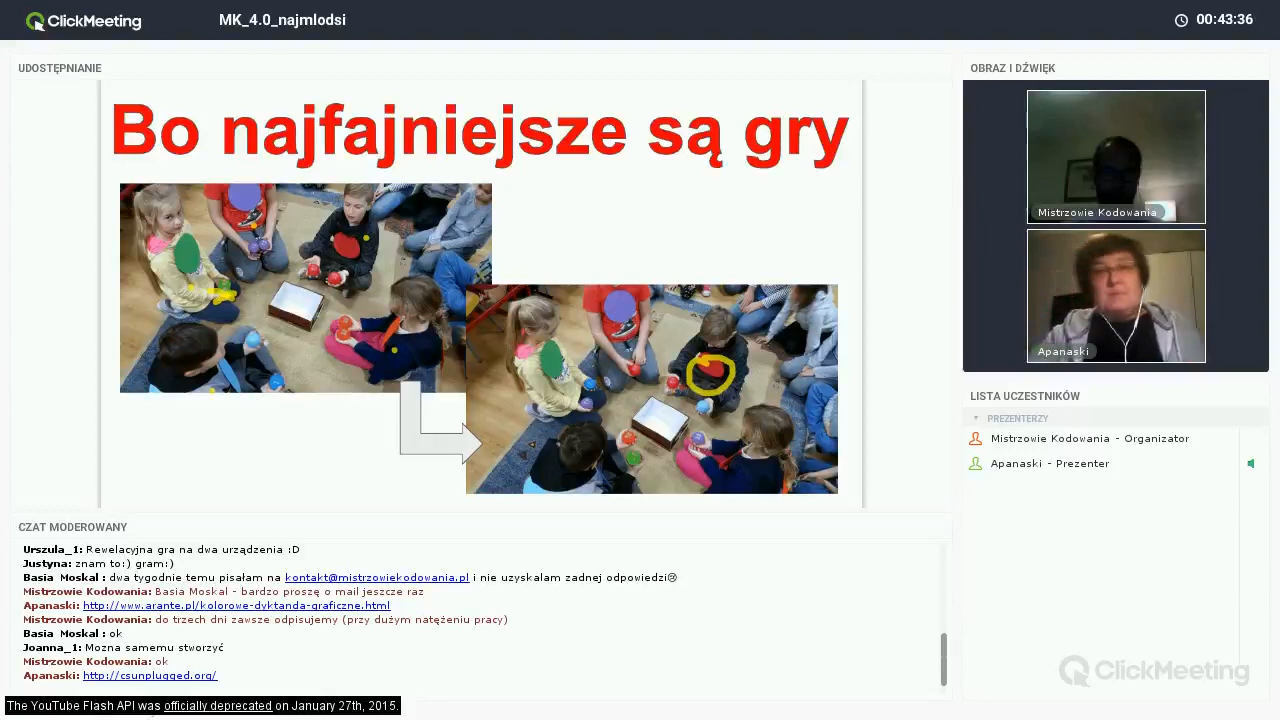 ClickMeeting
MK_4.0_najmlodsi
00:43:36
UDOSTĘPNIANIE
Bo najfajniejsze są gry
OBRAZ I DŹWIĘK
Mistrzowie Kodowania
Apanaski
LISTA UCZESTNIKÓW
PREZENTERZY
Mistrzowie Kodowania - Organizator
Apanaski - Prezenter
CZAT MODEROWANY
Urszula_1: Rewelacyjna gra na dwa urządzenia :D
Justyna: znam to:) gram:)
Basia Moskal : dwa tygodnie temu pisałam na kontakt@mistrzowiekodowania.pl i nie uzyskalam zadnej odpowiedzi😢
Mistrzowie Kodowania: Basia Moskal - bardzo proszę o mail jeszcze raz
Apanaski: http://www.arante.pl/kolorowe-dyktanda-graficzne.html
Mistrzowie Kodowania: do trzech dni zawsze odpisujemy (przy dużym natężeniu pracy)
Basia Moskal : ok
Joanna_1: Mozna samemu stworzyć
Mistrzowie Kodowania: ok
Apanaski: http://csunplugged.org/
ClickMeeting
The YouTube Flash API was officially deprecated on January 27th, 2015.